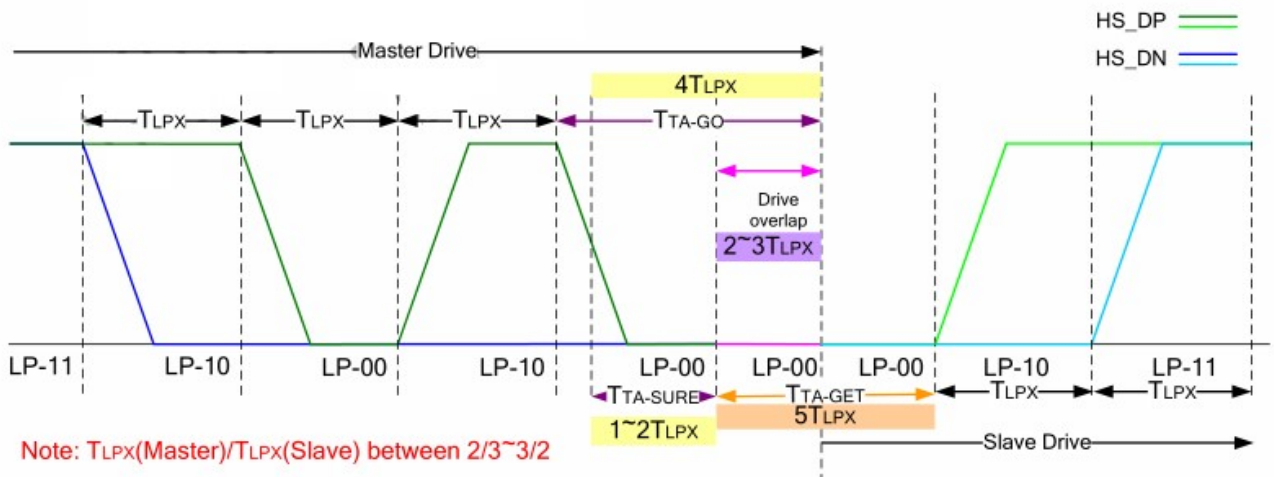 HS_DP
Master Drive
HS_DN
4TLPX
TLPX TLPX TLPX TTA-GO
Drive
overlap
2~3TLPX
LP-11 LP-10 LP-00 LP-10 LP-00 LP-00 LP-00 LP-10 LP-11
TTA-SURE TTA-GET TLPX TLPX
1~2TLPX 5TLPX
Note: TLPX(Master)/TLPX(Slave) between 2/3~3/2 Slave Drive